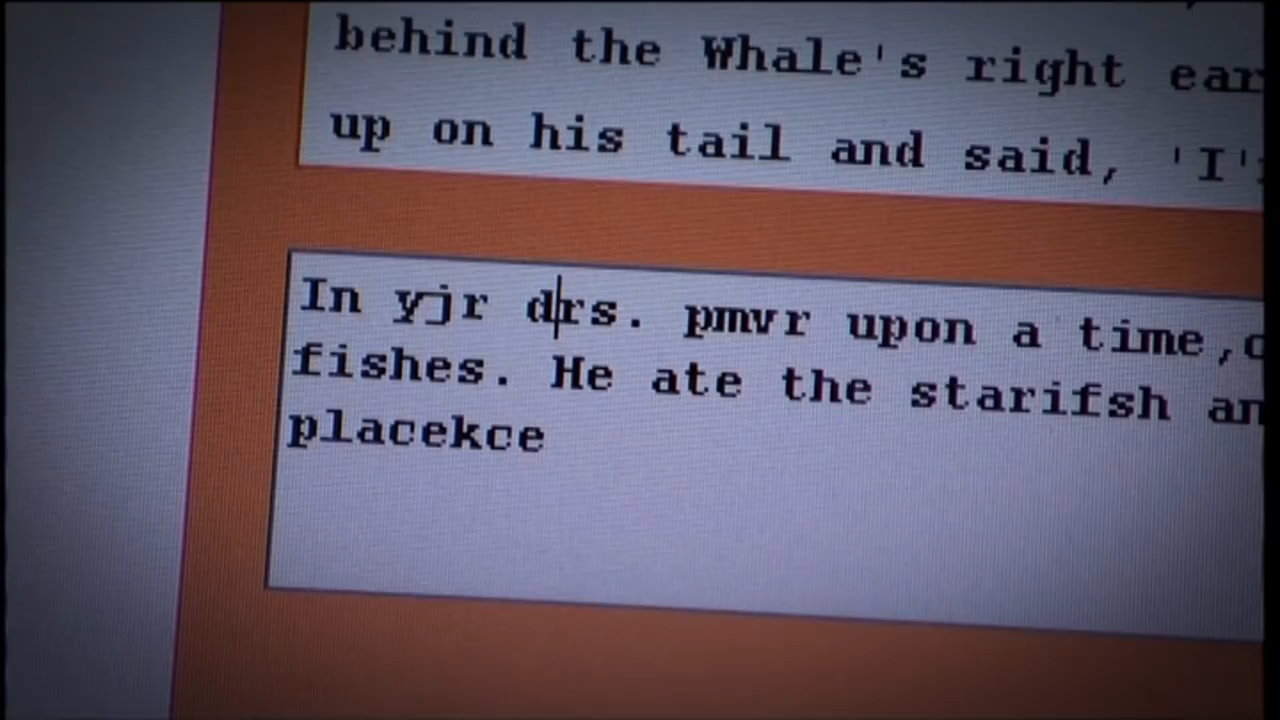 behind the Whale's right ear
up on his tail and said, 'I'
In yjr drs. pmvr upon a time,
fishes. He ate the starifsh an
placekce